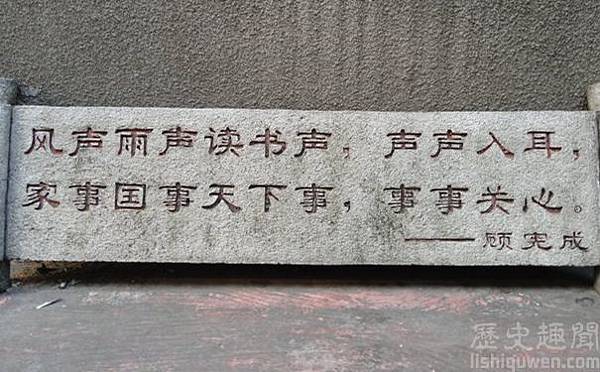 风声雨声读书声，声声入耳，
家事国事天下事，事事关心。
——顾宪成
歷史趣聞
lishiquwen.com